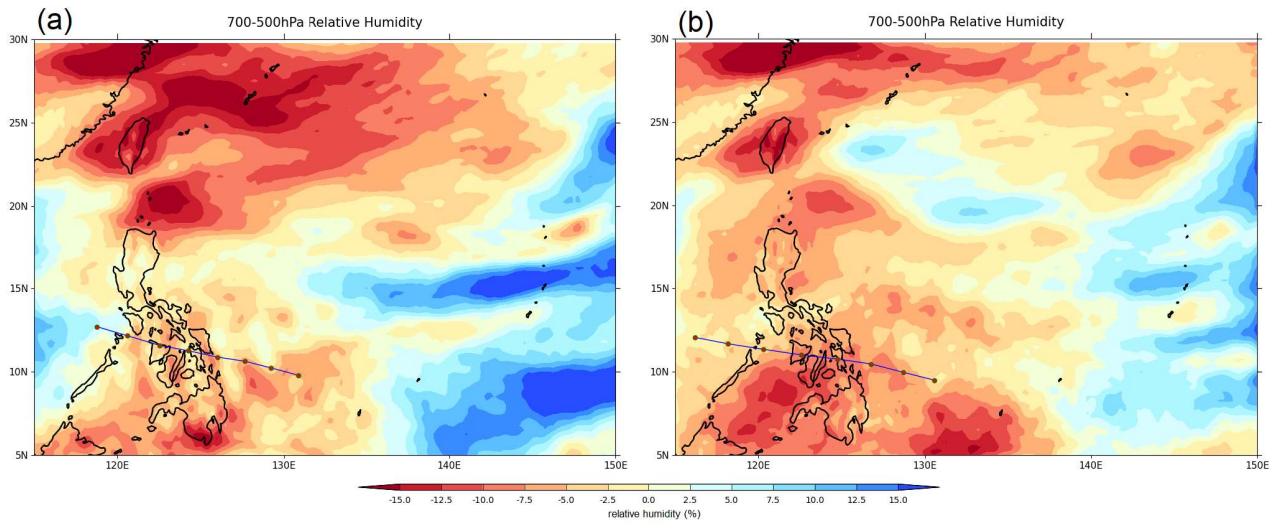 (a)
700-500hPa Relative Humidity
30N
25N
20N
15N
10N
5N
120E
130E
140E
150E
(b)
700-500hPa Relative Humidity
30N
25N
20N
15N
10N
5N
120E
130E
140E
150E
-15.0 -12.5 -10.0 -7.5 -5.0 -2.5 0.0 2.5 5.0 7.5 10.0 12.5 15.0
relative humidity (%)